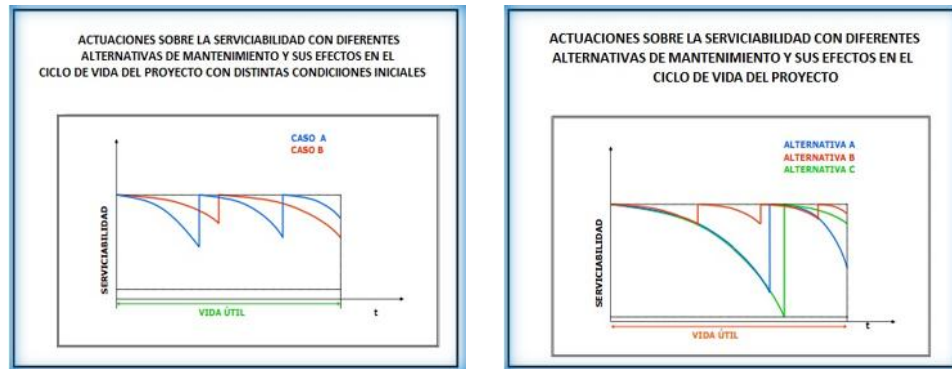 ACTUACIONES SOBRE LA SERVICIABILIDAD CON DIFERENTES
ALTERNATIVAS DE MANTENIMIENTO Y SUS EFECTOS EN EL
CICLO DE VIDA DEL PROYECTO CON DISTINTAS CONDICIIONES INICIALES
CASO A
CASO B
SERVICIABILIDAD
VIDA ÚTIL
t
ACTUACIONES SOBRE LA SERVICIABILIDAD CON DIFERENTES
ALTERNATIVAS DE MANTENIMIENTO Y SUS EFECTOS EN EL
CICLO DE VIDA DEL PROYECTO
ALTERNATIVA A
ALTERNATIVA B
ALTERNATIVA C
SERVICIABILIDAD
VIDA ÚTIL
t